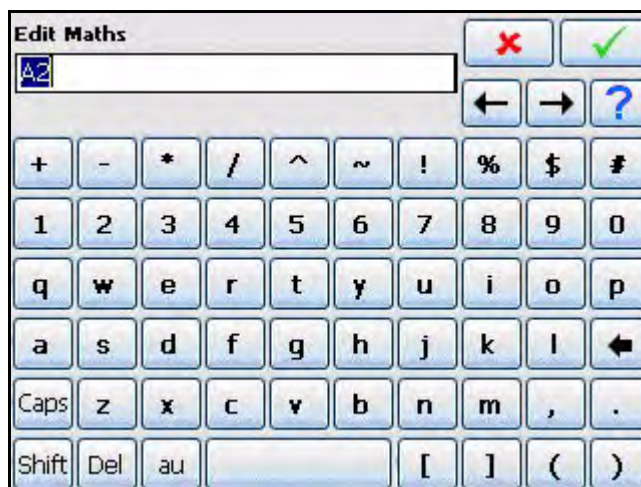 Edit Maths
A2
?
+ - * / ^ ~ ! % $ #
1 2 3 4 5 6 7 8 9 0
q w e r t y u i o p
a s d f g h j k l
Caps z x c v b n m , .
Shift Del au [ ] ( )